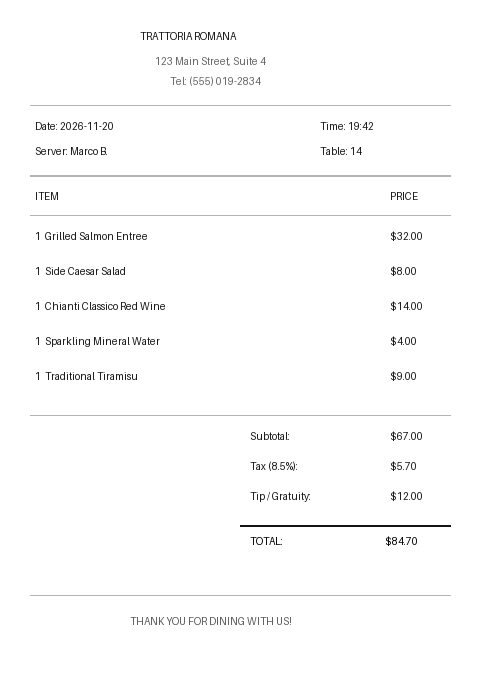 TRATTORIA ROMANA
123 Main Street, Suite 4
Tel: (555) 019-2834
Date: 2026-11-20 Time: 19:42
Server: Marco B. Table: 14
ITEM PRICE
1 Grilled Salmon Entree $32.00
1 Side Caesar Salad $8.00
1 Chianti Classico Red Wine $14.00
1 Sparkling Mineral Water $4.00
1 Traditional Tiramisu $9.00
Subtotal: $67.00
Tax (8.5%): $5.70
Tip / Gratuity: $12.00
TOTAL: $84.70
THANK YOU FOR DINING WITH US!